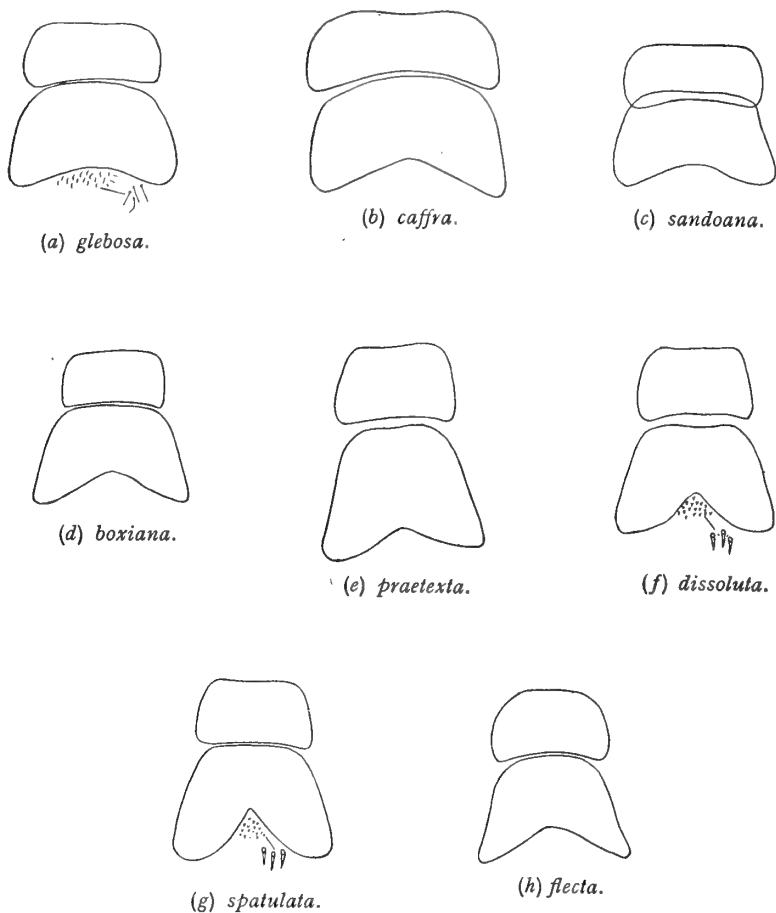 (a) glebosa.
(b) caffra.
(c) sandoana.
(d) boxiana.
(e) praetexta.
(f) dissoluta.
(g) spatulata.
(h) flecta.